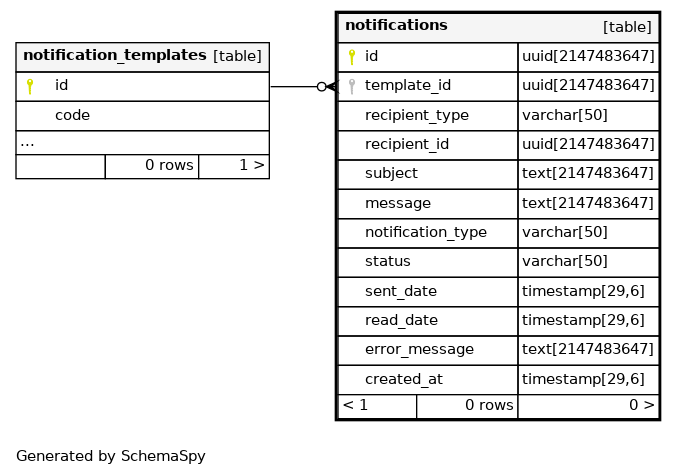 notification_templates [table]
id
code
...
0 rows 1 >
notifications [table]
id uuid[2147483647]
template_id uuid[2147483647]
recipient_type varchar[50]
recipient_id uuid[2147483647]
subject text[2147483647]
message text[2147483647]
notification_type varchar[50]
status varchar[50]
sent_date timestamp[29,6]
read_date timestamp[29,6]
error_message text[2147483647]
created_at timestamp[29,6]
< 1 0 rows 0 >
Generated by SchemaSpy